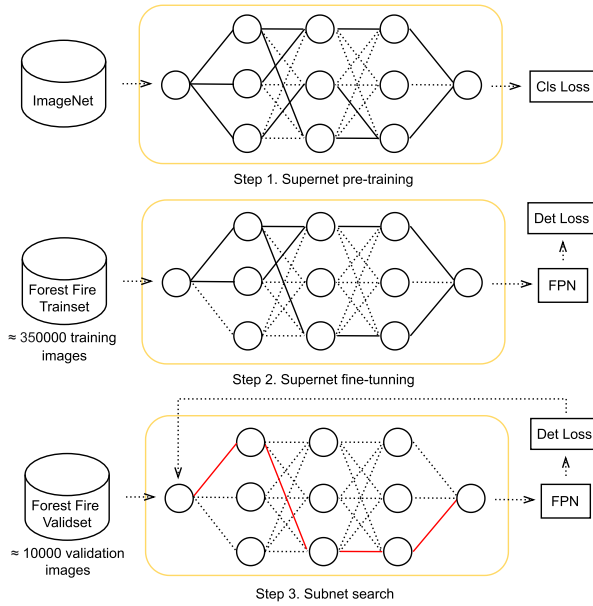 ImageNet
Cls Loss
Step 1. Supernet pre-training
Det Loss
Forest Fire
Trainset
FPN
≈ 350000 training
images
Step 2. Supernet fine-tunning
Det Loss
Forest Fire
Validset
FPN
≈ 10000 validation
images
Step 3. Subnet search